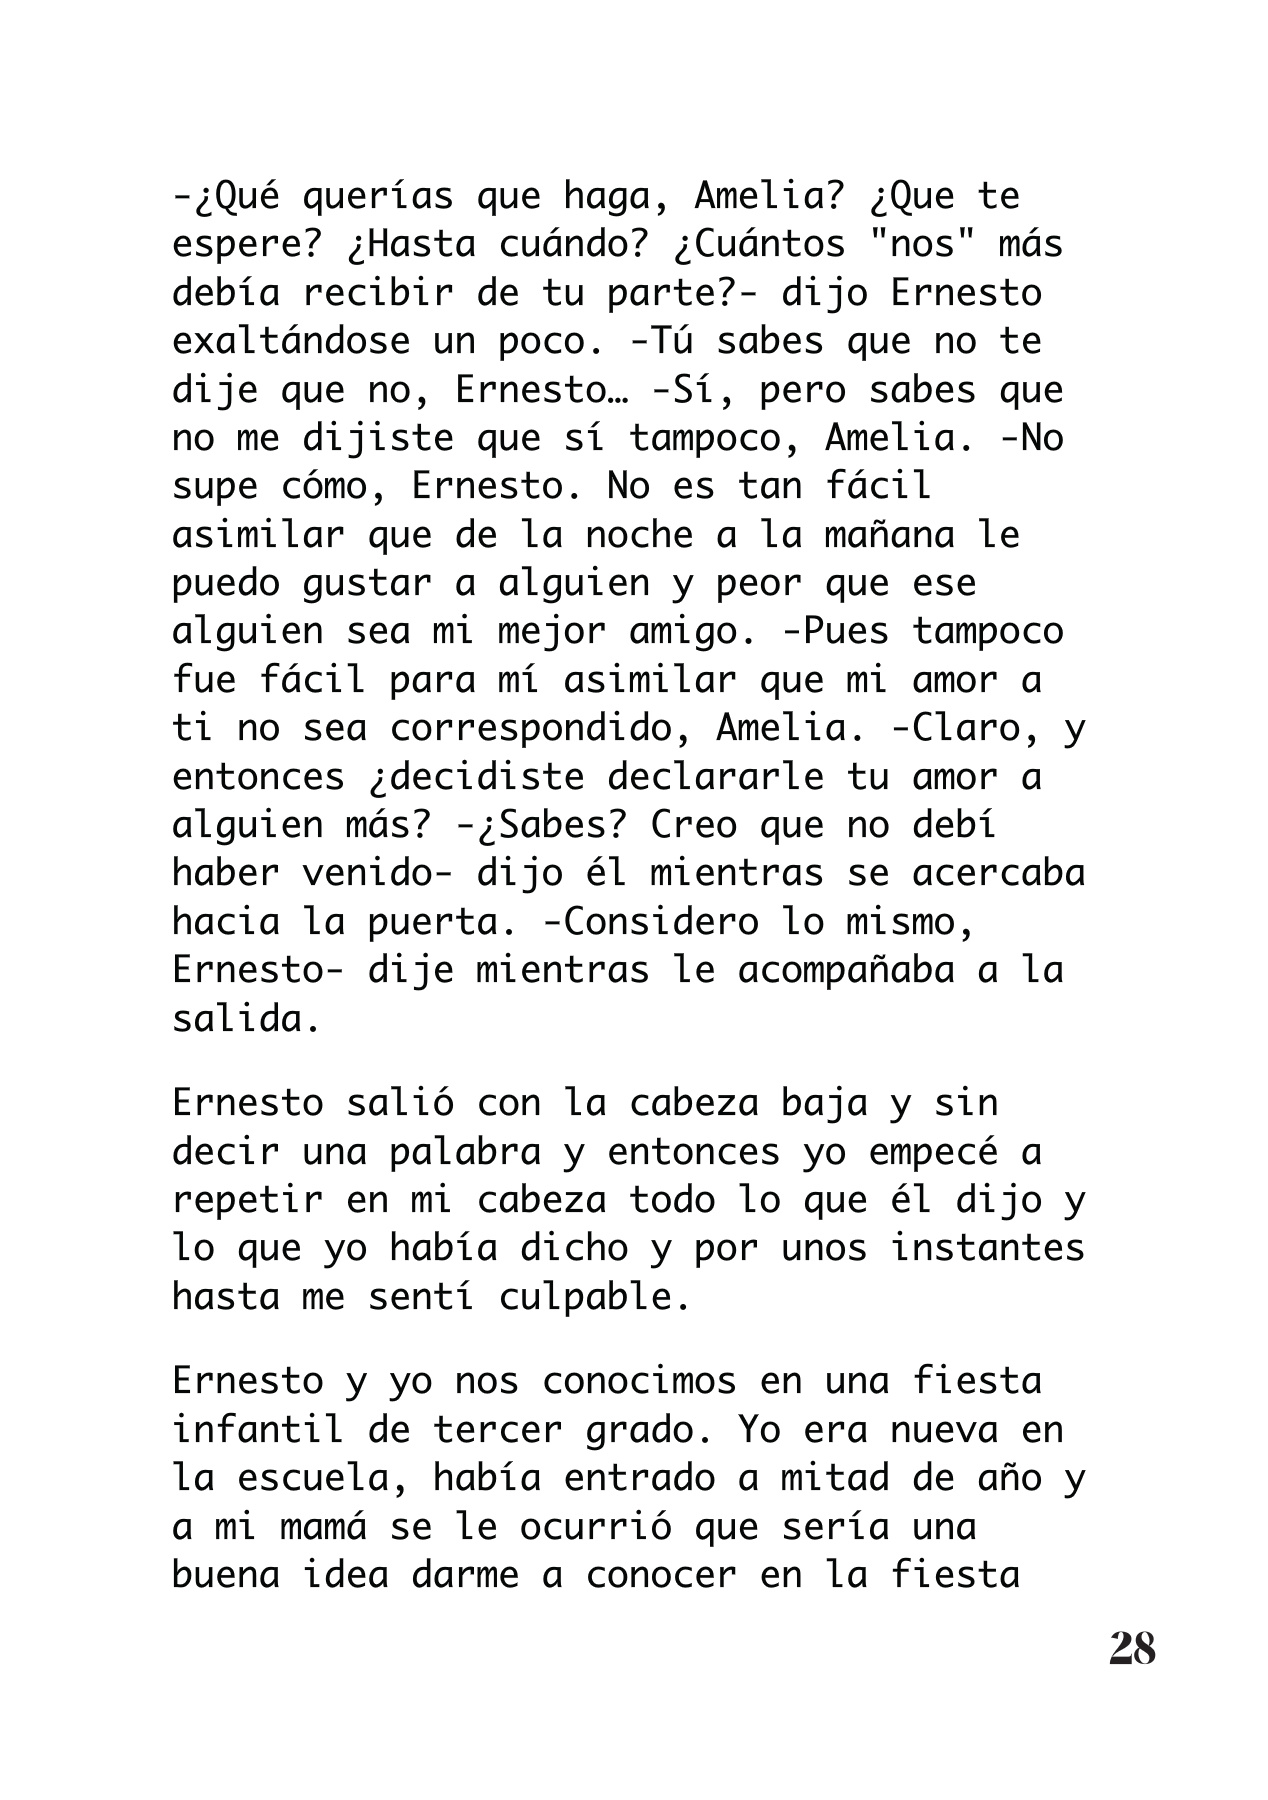 -¿Qué querías que haga, Amelia? ¿Que te
espere? ¿Hasta cuándo? ¿Cuántos "nos" más
debía recibir de tu parte?- dijo Ernesto
exaltándose un poco. -Tú sabes que no te
dije que no, Ernesto… -Sí, pero sabes que
no me dijiste que sí tampoco, Amelia. -No
supe cómo, Ernesto. No es tan fácil
asimilar que de la noche a la mañana le
puedo gustar a alguien y peor que ese
alguien sea mi mejor amigo. -Pues tampoco
fue fácil para mí asimilar que mi amor a
ti no sea correspondido, Amelia. -Claro, y
entonces ¿decidiste declararle tu amor a
alguien más? -¿Sabes? Creo que no debí
haber venido- dijo él mientras se acercaba
hacia la puerta. -Considero lo mismo,
Ernesto- dije mientras le acompañaba a la
salida.
Ernesto salió con la cabeza baja y sin
decir una palabra y entonces yo empecé a
repetir en mi cabeza todo lo que él dijo y
lo que yo había dicho y por unos instantes
hasta me sentí culpable.
Ernesto y yo nos conocimos en una fiesta
infantil de tercer grado. Yo era nueva en
la escuela, había entrado a mitad de año y
a mi mamá se le ocurrió que sería una
buena idea darme a conocer en la fiesta
28